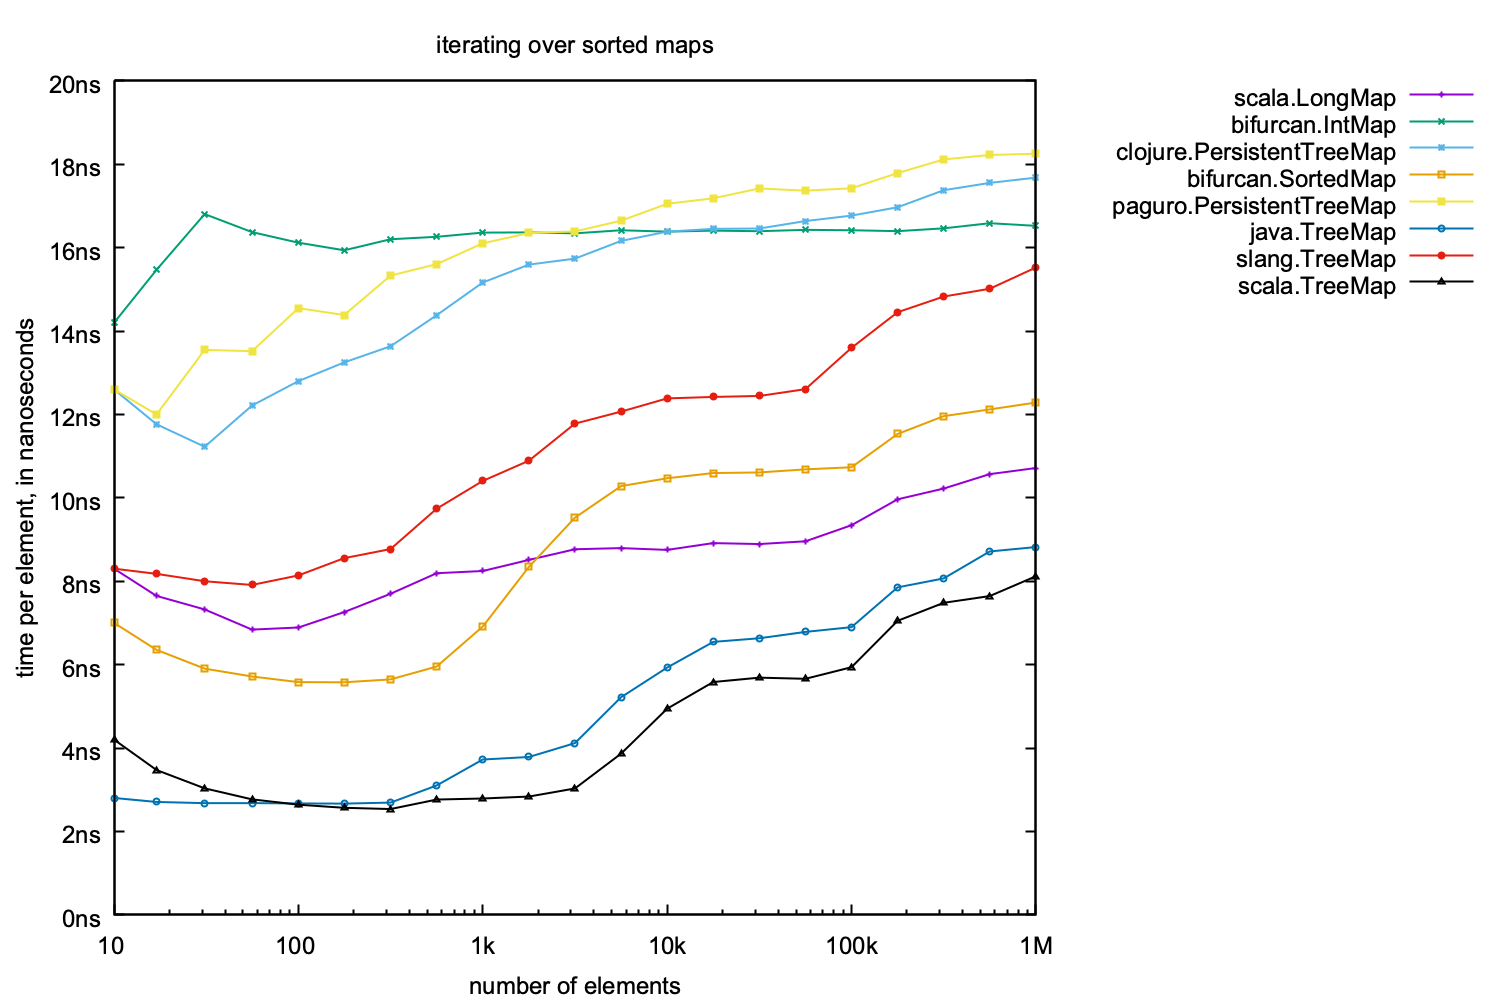 iterating over sorted maps
20ns
18ns
16ns
14ns
12ns
10ns
8ns
6ns
4ns
2ns
0ns
time per element, in nanoseconds
10 100 1k 10k 100k 1M
number of elements
scala.LongMap
bifurcan.IntMap
clojure.PersistentTreeMap
bifurcan.SortedMap
paguro.PersistentTreeMap
java.TreeMap
slang.TreeMap
scala.TreeMap